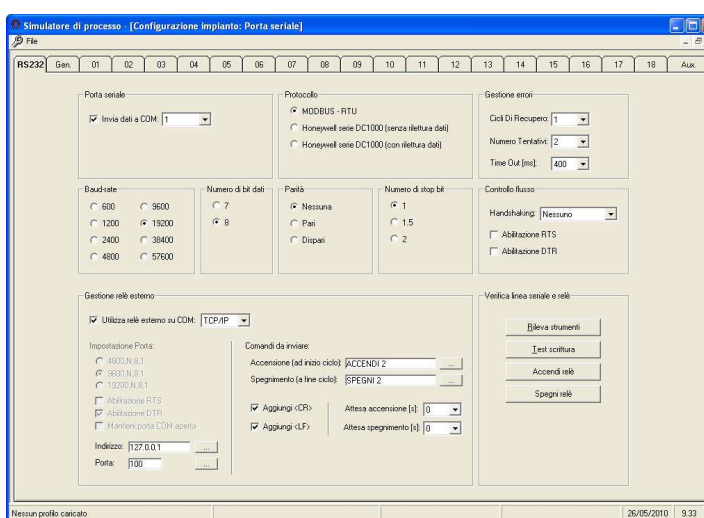 Simulatore di processo - [Configurazione impianto: Porta seriale]
File
RS232 Gen. 01 02 03 04 05 06 07 08 09 10 11 12 13 14 15 16 17 18 Aux.
Porta seriale
Invia dati a COM: 1
Protocollo
MODBUS - RTU
Honeywell serie DC1000 (senza rilettura dati)
Honeywell serie DC1000 (con rilettura dati)
Gestione errori
Cicli Di Recupero: 1
Numero Tentativi: 2
Time Out [ms]: 400
Baud-rate
600 9600
1200 19200
2400 38400
4800 57600
Numero di bit dati
7
8
Parità
Nessuna
Pari
Dispari
Numero di stop bit
1
1.5
2
Controllo flusso
Handshaking: Nessuno
Abilitazione RTS
Abilitazione DTR
Gestione relè esterno
Utilizza relè esterno su COM: TCP/IP
Impostazione Porta:
4800,N,8,1
9600,N,8,1
19200,N,8,1
Abilitazione RTS
Abilitazione DTR
Mantieni porta COM aperta
Indirizzo: 127.0.0.1 ...
Porta: 100 ...
Comandi da inviare:
Accensione (ad inizio ciclo): ACCENDI 2 ...
Spegnimento (a fine ciclo): SPEGNI 2 ...
Aggiungi <CR> Attesa accensione [s]: 0
Aggiungi <LF> Attesa spegnimento [s]: 0
Verifica linea seriale e relè
Rileva strumenti
Test scrittura
Accendi relè
Spegni relè
Nessun profilo caricato 26/05/2010 9.33